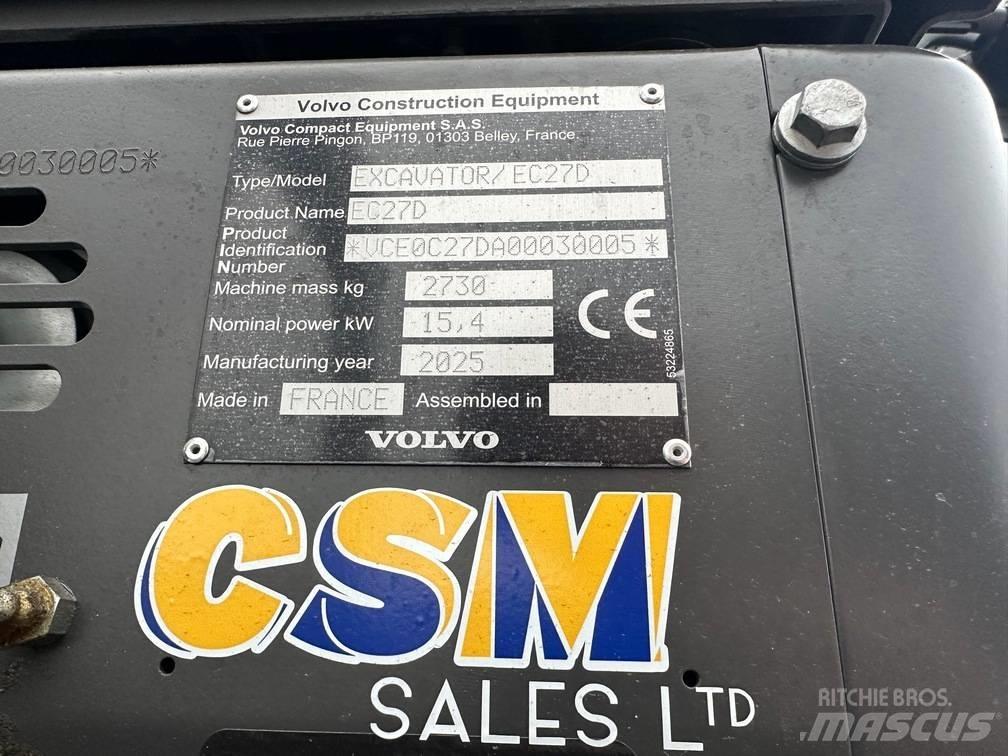 Volvo Construction Equipment
Volvo Compact Equipment S.A.S.
Rue Pierre Pingon, BP119, 01303 Belley, France.
0030005*
Type/Model EXCAVATOR/EC27D
Product Name EC27D
Product
Identification *VCE0C27DA00030005*
Number
Machine mass kg 2730
Nominal power kW 15,4
CE
Manufacturing year 2025
53224865
Made in FRANCE Assembled in
VOLVO
CSM
SALES LTD
RITCHIE BROS.
MASCUS